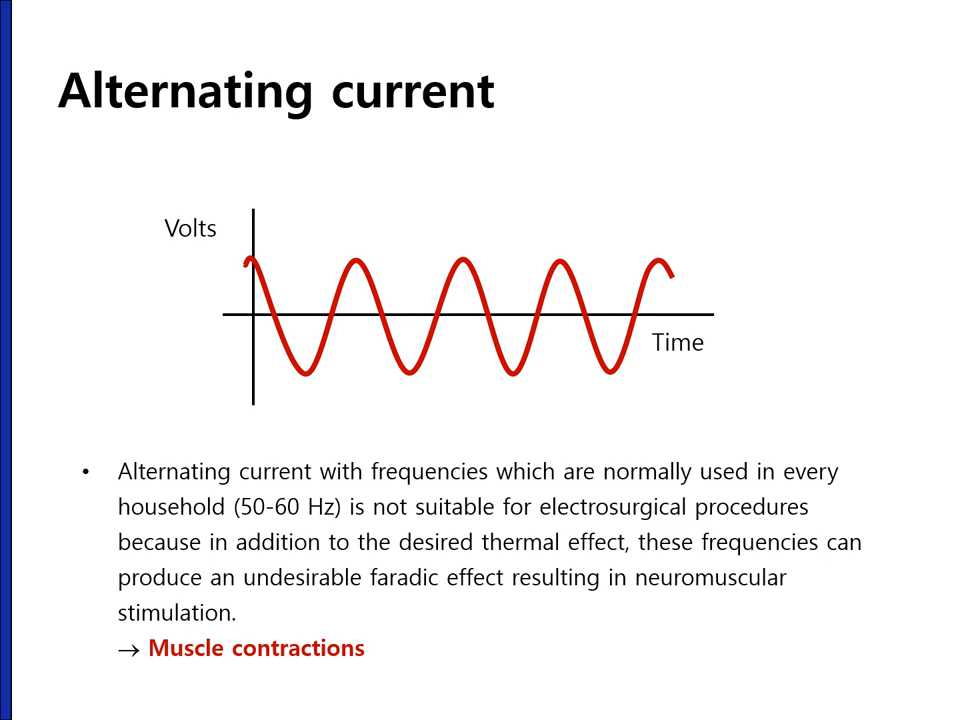 Alternating current
Volts
Time
• Alternating current with frequencies which are normally used in every
household (50-60 Hz) is not suitable for electrosurgical procedures
because in addition to the desired thermal effect, these frequencies can
produce an undesirable faradic effect resulting in neuromuscular
stimulation.
→ Muscle contractions